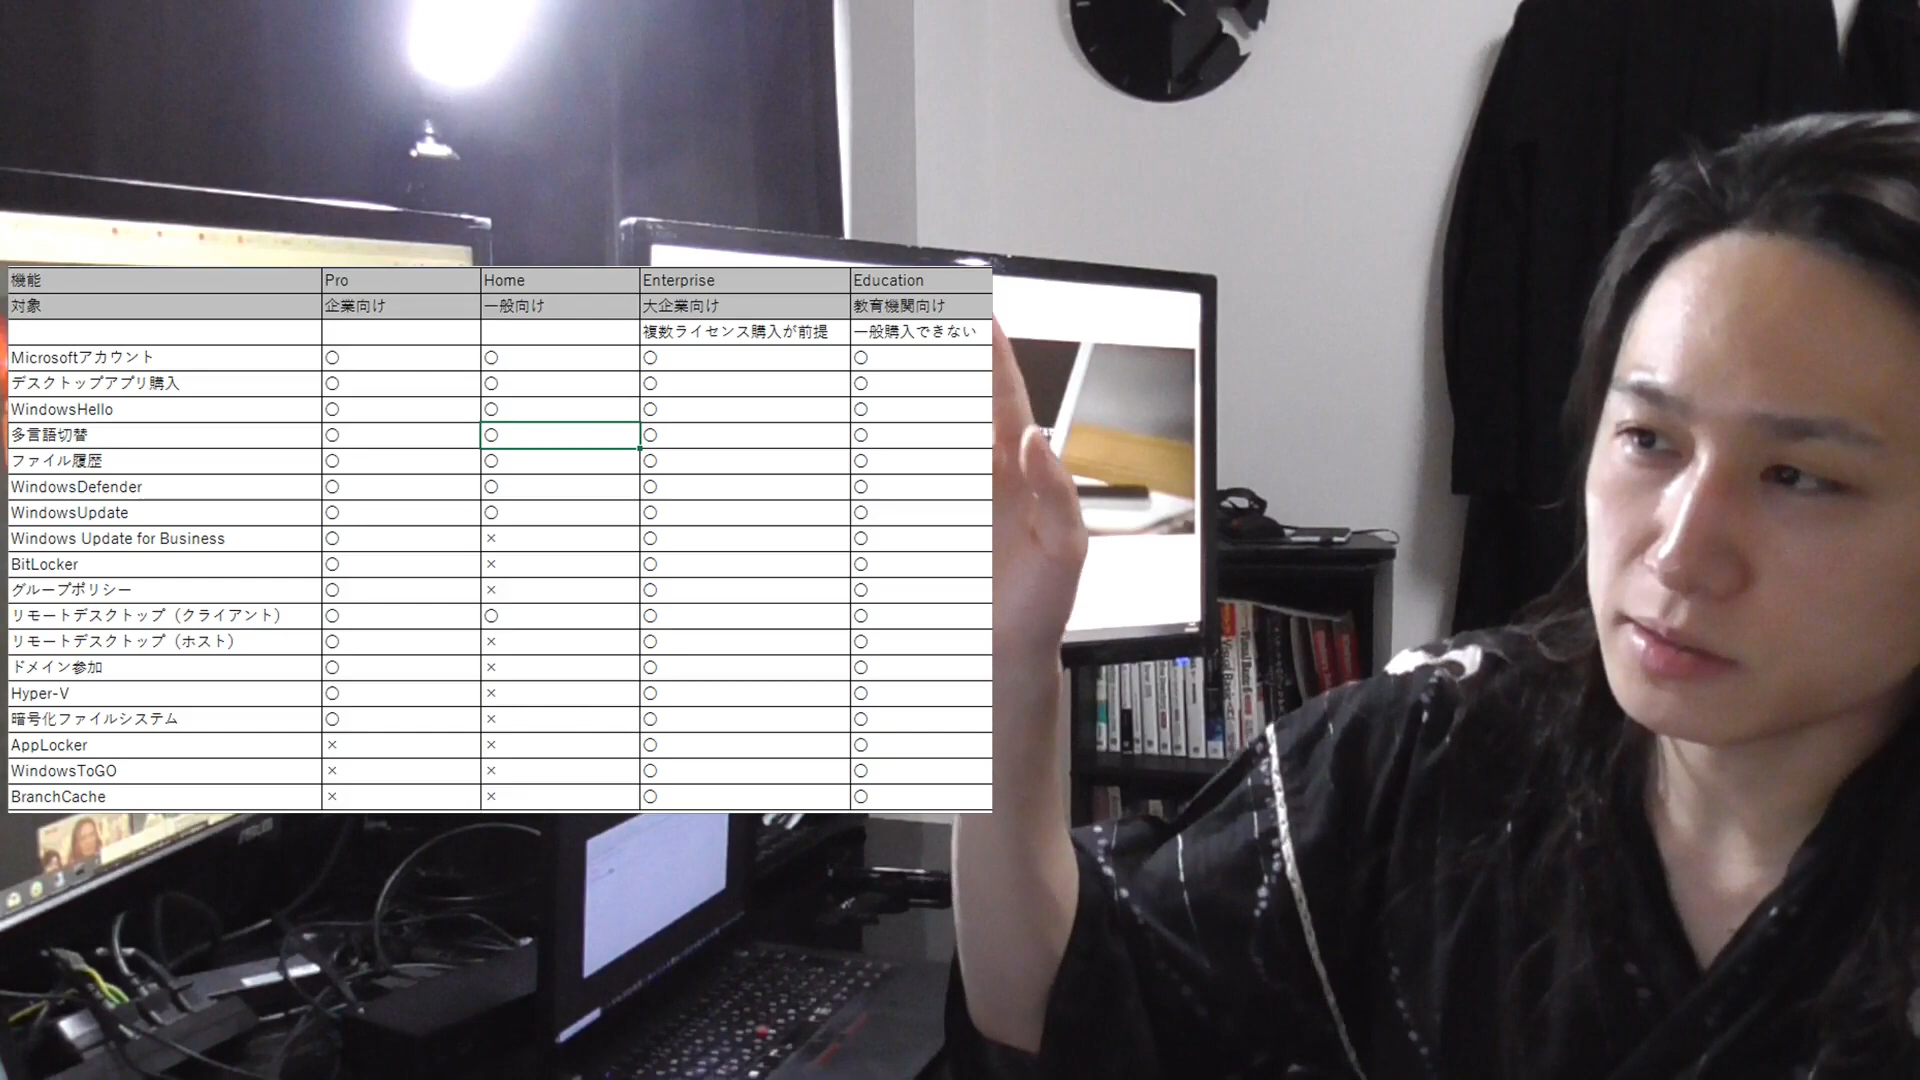 機能 Pro Home Enterprise Education
対象 企業向け 一般向け 大企業向け 教育機関向け
複数ライセンス購入が前提 一般購入できない
Microsoftアカウント ○ ○ ○ ○
デスクトップアプリ購入 ○ ○ ○ ○
WindowsHello ○ ○ ○ ○
多言語切替 ○ ○ ○ ○
ファイル履歴 ○ ○ ○ ○
WindowsDefender ○ ○ ○ ○
WindowsUpdate ○ ○ ○ ○
Windows Update for Business ○ × ○ ○
BitLocker ○ × ○ ○
グループポリシー ○ × ○ ○
リモートデスクトップ（クライアント） ○ ○ ○ ○
リモートデスクトップ（ホスト） ○ × ○ ○
ドメイン参加 ○ × ○ ○
Hyper-V ○ × ○ ○
暗号化ファイルシステム ○ × ○ ○
AppLocker × × ○ ○
WindowsToGO × × ○ ○
BranchCache × × ○ ○